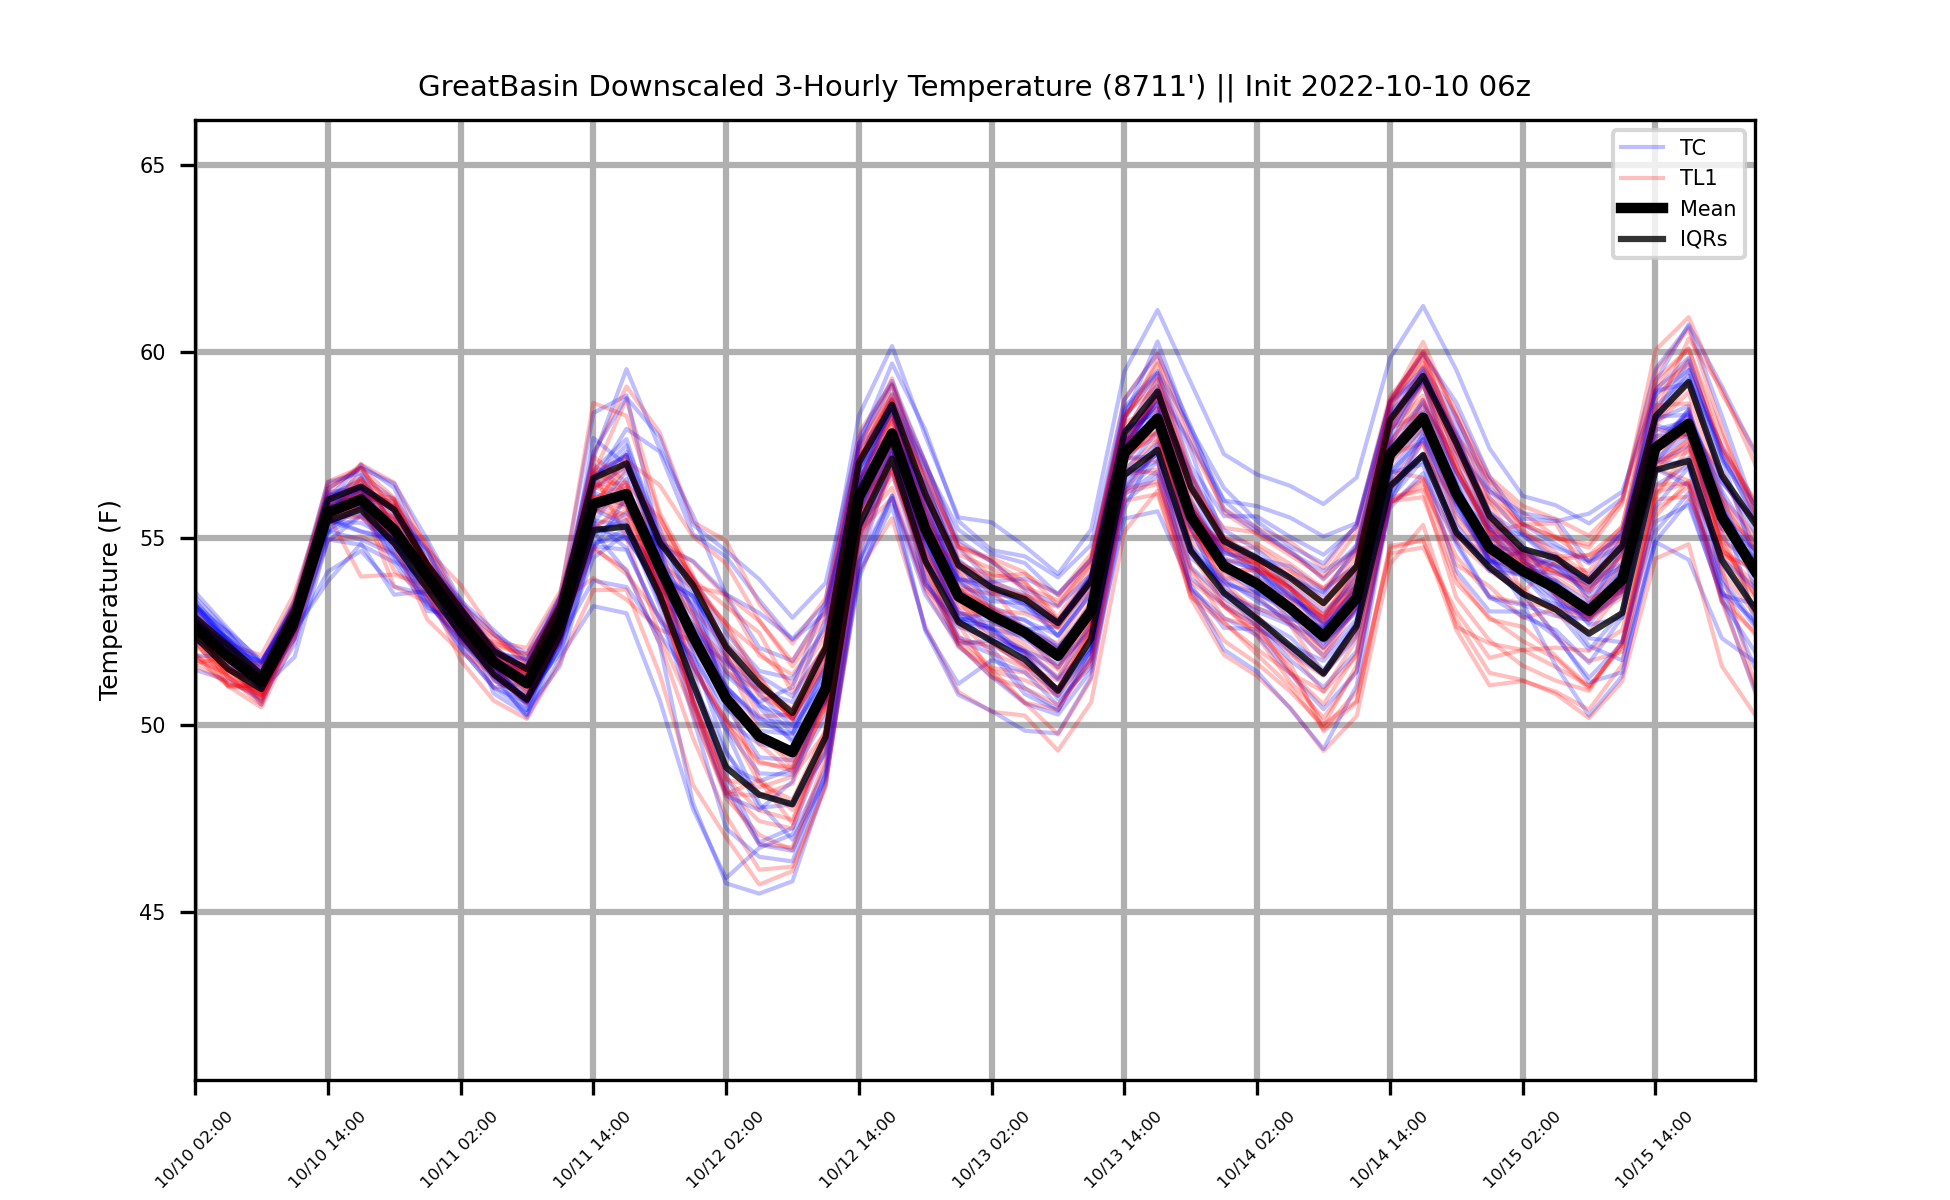 GreatBasin Downscaled 3-Hourly Temperature (8711') || Init 2022-10-10 06z
Temperature (F)
65
60
55
50
45
TC
TL1
Mean
IQRs
10/10 02:00
10/10 14:00
10/11 02:00
10/11 14:00
10/12 02:00
10/12 14:00
10/13 02:00
10/13 14:00
10/14 02:00
10/14 14:00
10/15 02:00
10/15 14:00